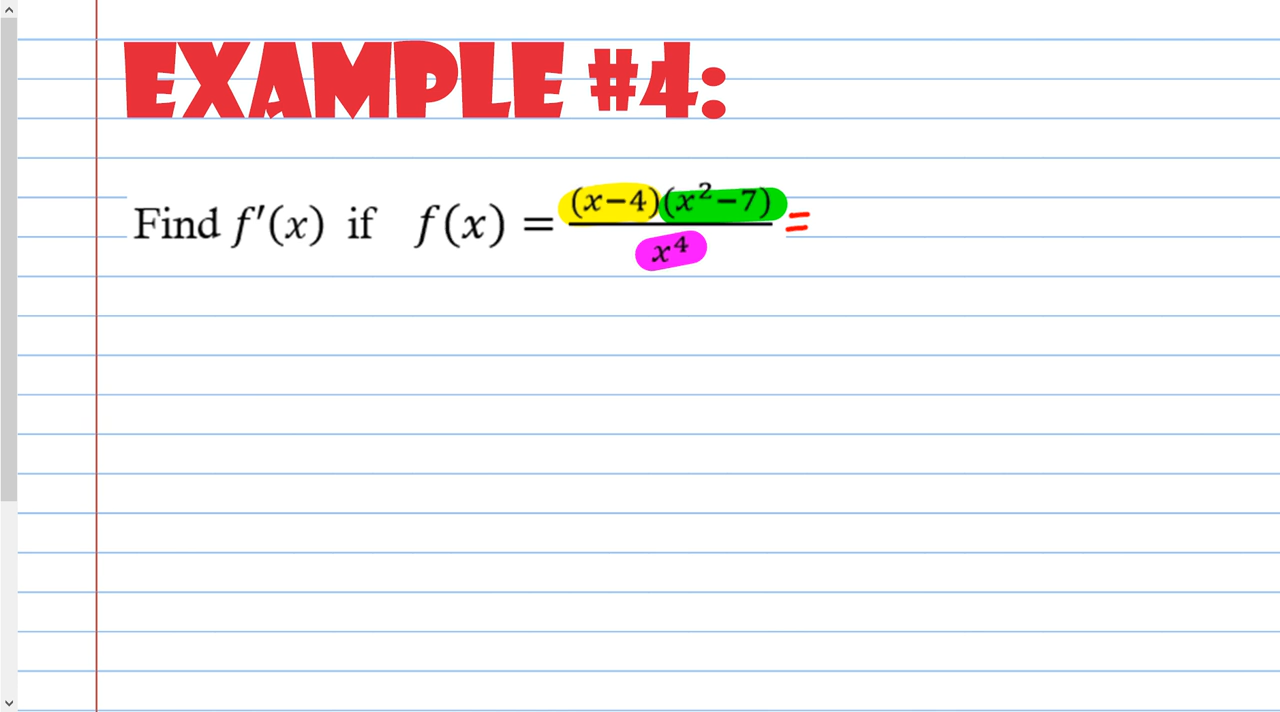 EXAMPLE #4:
Find f′(x) if f(x) = (x−4)(x²−7)/x⁴ =